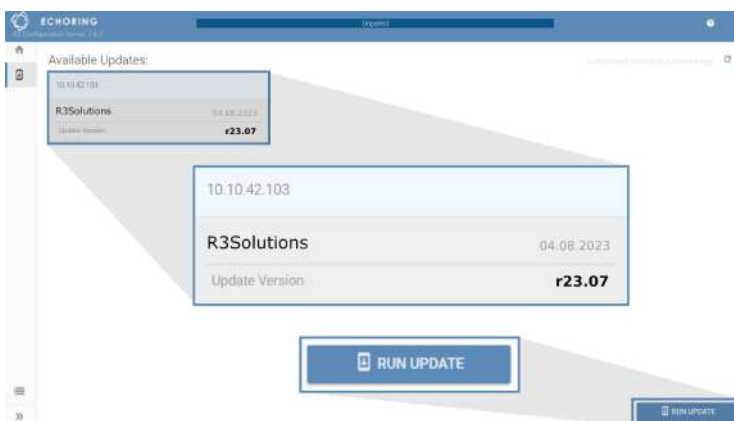 ECHORING
Available Updates:
10.10.42.103
R3Solutions 04.08.2023
Update Version r23.07
10.10.42.103
R3Solutions 04.08.2023
Update Version r23.07
RUN UPDATE
RUN UPDATE